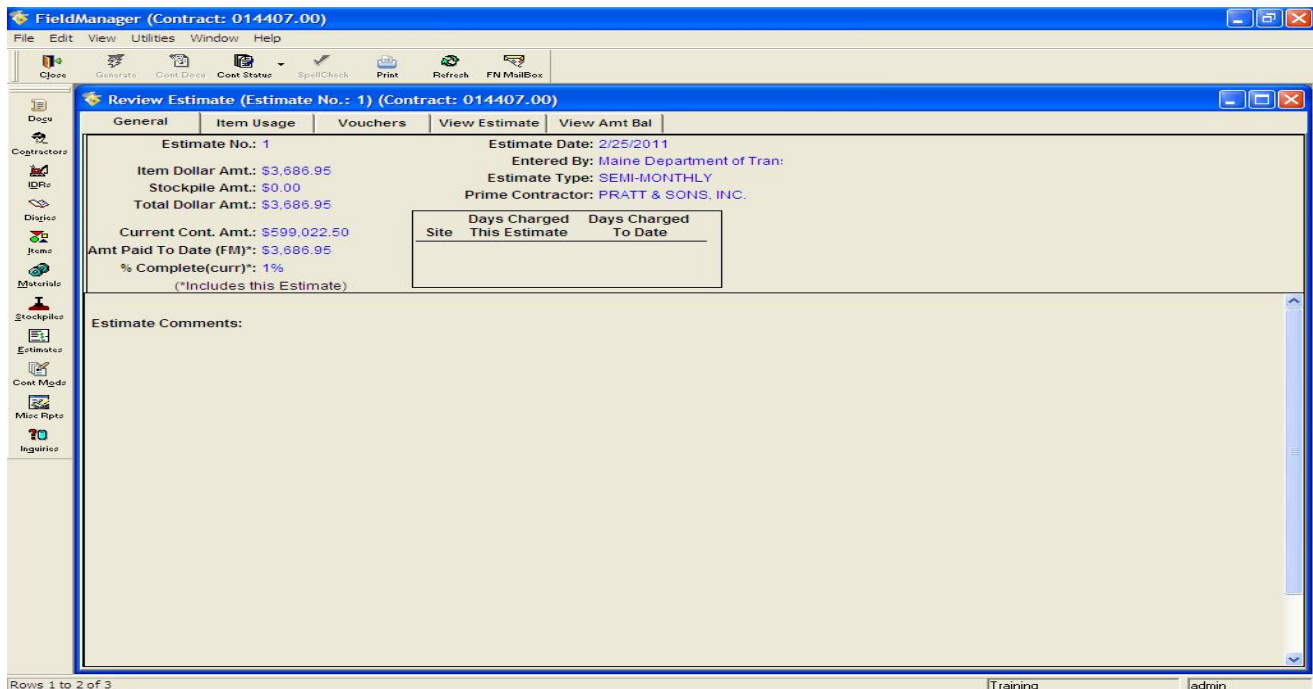 FieldManager (Contract: 014407.00)
File Edit View Utilities Window Help
Close Generate Cont Docu Cont Status SpellCheck Print Refresh FN MailBox
Review Estimate (Estimate No.: 1) (Contract: 014407.00)
General Item Usage Vouchers View Estimate View Amt Bal
Docu
Contractors
IDRs
Diaries
Items
Materials
Stockpiles
Estimates
Cont Mods
Misc Rpts
Inquiries
Estimate No.: 1
Item Dollar Amt.: $3,686.95
Stockpile Amt.: $0.00
Total Dollar Amt.: $3,686.95
Current Cont. Amt.: $599,022.50
Amt Paid To Date (FM)*: $3,686.95
% Complete(curr)*: 1%
(*Includes this Estimate)
Estimate Date: 2/25/2011
Entered By: Maine Department of Tran
Estimate Type: SEMI-MONTHLY
Prime Contractor: PRATT & SONS, INC.
Days Charged Days Charged
Site This Estimate To Date
Estimate Comments:
Rows 1 to 2 of 3 Training admin